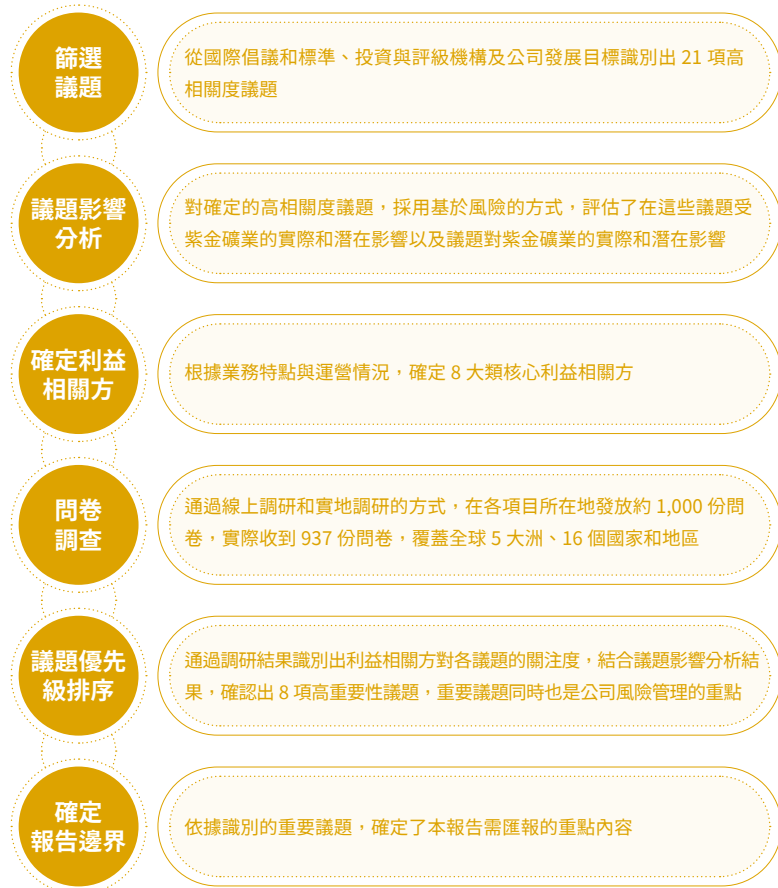 篩選
議題
從國際倡議和標準、投資與評級機構及公司發展目標識別出 21 項高
相關度議題
議題影響
分析
對確定的高相關度議題，採用基於風險的方式，評估了在這些議題受
紫金礦業的實際和潛在影響以及議題對紫金礦業的實際和潛在影響
確定利益
相關方
根據業務特點與運營情況，確定 8 大類核心利益相關方
問卷
調查
通過線上調研和實地調研的方式，在各項目所在地發放約 1,000 份問
卷，實際收到 937 份問卷，覆蓋全球 5 大洲、16 個國家和地區
議題優先
級排序
通過調研結果識別出利益相關方對各議題的關注度，結合議題影響分析結
果，確認出 8 項高重要性議題，重要議題同時也是公司風險管理的重點
確定
報告邊界
依據識別的重要議題，確定了本報告需匯報的重點內容